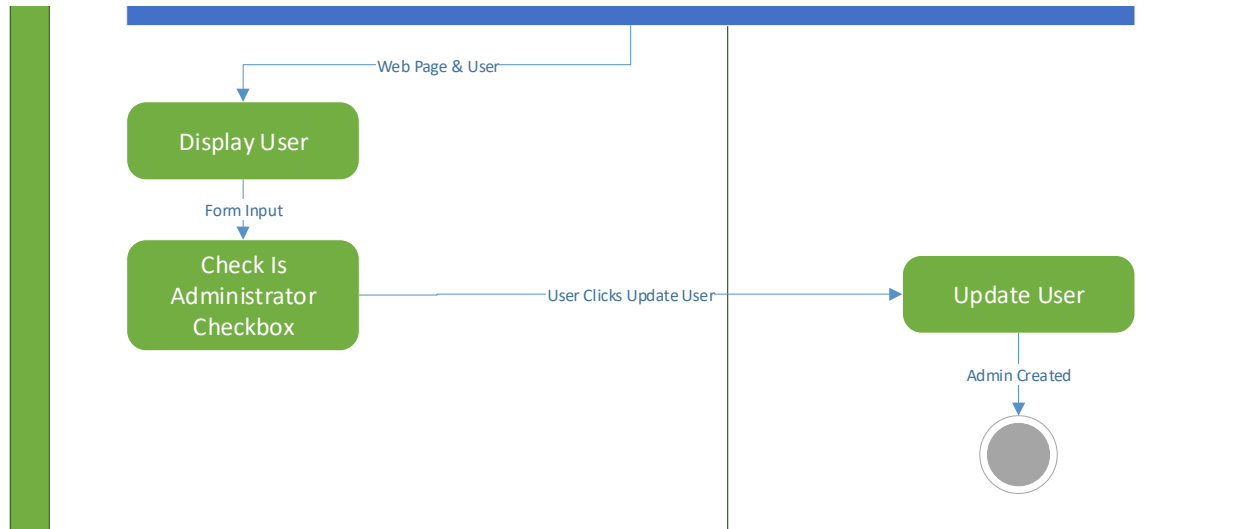 Web Page & User
Display User
Form Input
Check Is
Administrator
Checkbox
User Clicks Update User
Update User
Admin Created